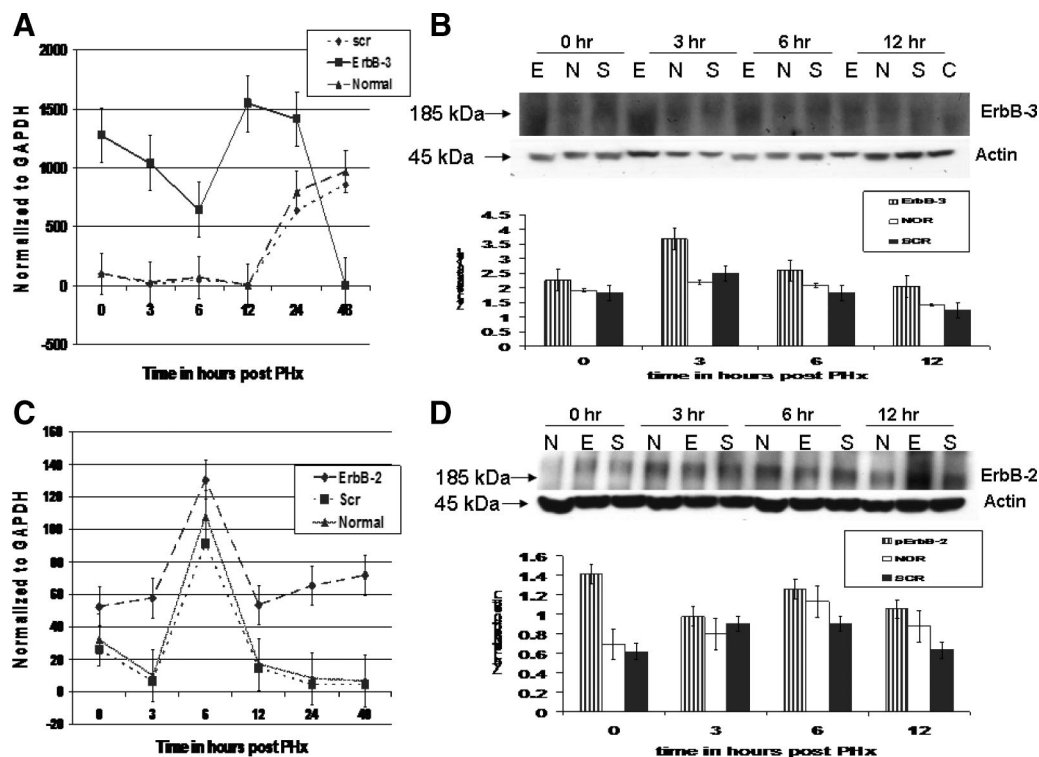 A
scr
ErbB-3
Normal
2000
1500
1000
500
0
-500
Normalized to GAPDH
0 3 6 12 24 48
Time in hours post PHx
B
0 hr 3 hr 6 hr 12 hr
E N S E N S E N S E N S C
185 kDa
ErbB-3
45 kDa
Actin
ErbB-3
NOR
SCR
4.5
4
3.5
3
2.5
2
1.5
1
0.5
0
0 3 6 12
time in hours post PHx
C
ErbB-2
Scr
Normal
160
140
120
100
80
60
40
20
0
-20
Normalized to GAPDH
0 3 6 12 24 48
Time in hours post PHx
D
0 hr 3 hr 6 hr 12 hr
N E S N E S N E S N E S
185 kDa
ErbB-2
45 kDa
Actin
pErbB-2
NOR
SCR
1.6
1.4
1.2
1
0.8
0.6
0.4
0.2
0
0 3 6 12
time in hours post PHx